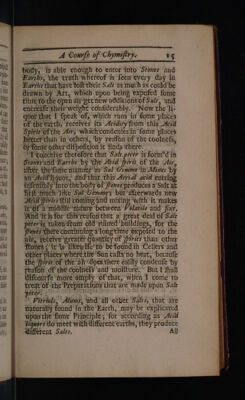 A Course of Chymistry. 15
body, is able enough to enter into Stones and
Earths, the truth whereof is seen every day in
Earths that have lost their Salt as much as could be
drawn by Art, which upon being exposed some
time to the open air get new additions of Salt, and
encrease their weight considerably. Now the li-
quor that I speak of, which runs in some places
of the earth, receives its Acidity from this Acid
Spirit of the Air, which condenses in some places
better than in others, by reason of the coolness,
or some other disposition it finds there.
I conceive therefore that Salt peter is form'd in
Stones and Earths by the Acid spirit of the Air,
after the same manner as Sal Gemme in Mines by
an Acid liquor, and that this Aereal acid entring
insensibly into the body of stones produces a Salt at
first much like Sal Gemme; but afterwards new
Acid spirits still coming and mixing with it makes
it of a middle nature between Volatile and fixt.
And it is for this reason that a great deal of Salt
peter is taken from old ruined buildings, for the
stones there continuing a long time exposed to the
air, receive greater quantity of spirits than other
stones; it is likewise to be found in Cellers and
other places where the Sun casts no heat, because
the spirit of the air does there easily condense by
reason of the coolness and moisture. But I shall
discourse more amply of that, when I come to
treat of the Preparations that are made upon Salt
peter.
Vitriols, Alums, and all other Salts, that are
naturally found in the Earth, may be explicated
upon the same Principle; for according as Acid
liquors do meet with different earths, they produce
different Salts. All